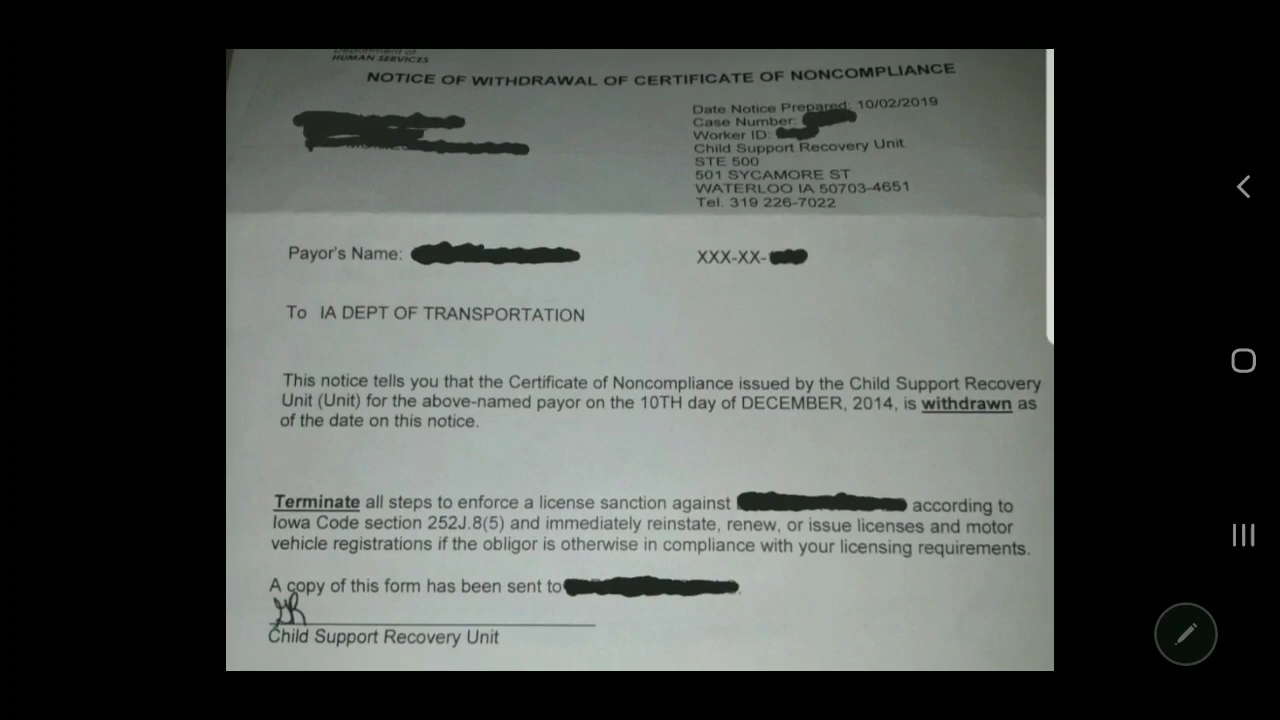 HUMAN SERVICES
NOTICE OF WITHDRAWAL OF CERTIFICATE OF NONCOMPLIANCE
Date Notice Prepared: 10/02/2019
Case Number:
Worker ID:
Child Support Recovery Unit
STE 500
501 SYCAMORE ST
WATERLOO IA 50703-4651
Tel. 319 226-7022
Payor's Name:
XXX-XX-
To IA DEPT OF TRANSPORTATION
This notice tells you that the Certificate of Noncompliance issued by the Child Support Recovery
Unit (Unit) for the above-named payor on the 10TH day of DECEMBER, 2014, is withdrawn as
of the date on this notice.
Terminate all steps to enforce a license sanction against according to
Iowa Code section 252J.8(5) and immediately reinstate, renew, or issue licenses and motor
vehicle registrations if the obligor is otherwise in compliance with your licensing requirements.
A copy of this form has been sent to
Child Support Recovery Unit